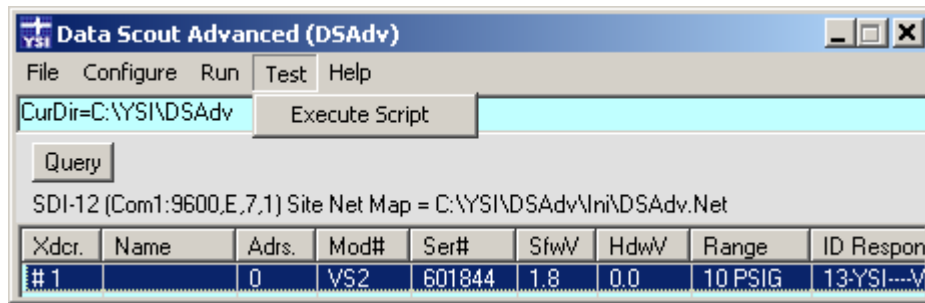 YSI Data Scout Advanced (DSAdv)
File Configure Run Test Help
CurDir=C:\YSI\DSAdv Execute Script
Query
SDI-12 (Com1:9600,E,7,1) Site Net Map = C:\YSI\DSAdv\Ini\DSAdv.Net
Xdcr. Name Adrs. Mod# Ser# SfwV HdwV Range ID Respon
# 1 0 VS2 601844 1.8 0.0 10 PSIG 13-YSI----V